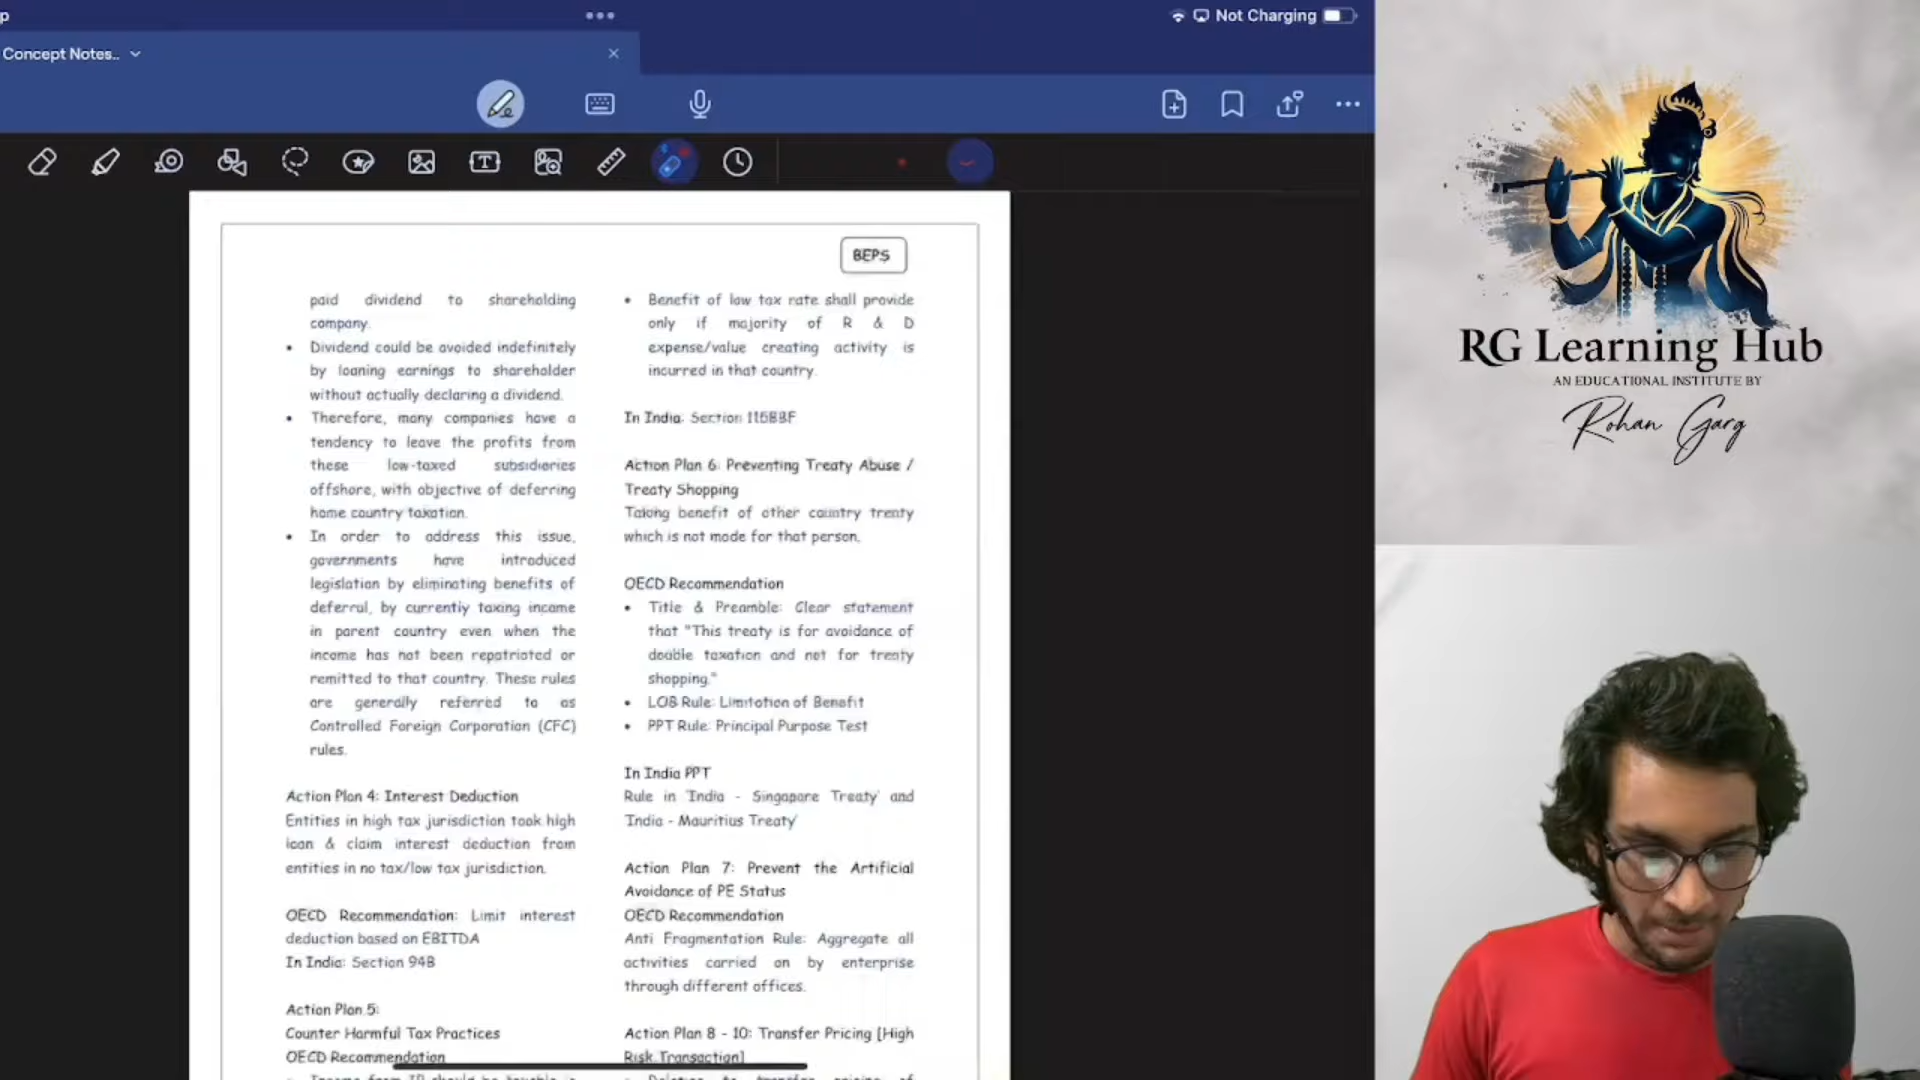 p
Not Charging
Concept Notes..
BEPS
paid dividend to shareholding
company.
• Dividend could be avoided indefinitely
by loaning earnings to shareholder
without actually declaring a dividend.
• Therefore, many companies have a
tendency to leave the profits from
these low-taxed subsidiaries
offshore, with objective of deferring
home country taxation.
• In order to address this issue,
governments have introduced
legislation by eliminating benefits of
deferral, by currently taxing income
in parent country even when the
income has not been repatriated or
remitted to that country. These rules
are generally referred to as
Controlled Foreign Corporation (CFC)
rules.
Action Plan 4: Interest Deduction
Entities in high tax jurisdiction took high
loan & claim interest deduction from
entities in no tax/low tax jurisdiction.
OECD Recommendation: Limit interest
deduction based on EBITDA
In India: Section 94B
Action Plan 5:
Counter Harmful Tax Practices
OECD Recommendation
• Income from IP should be taxable in
• Benefit of low tax rate shall provide
only if majority of R & D
expense/value creating activity is
incurred in that country.
In India: Section 115BBF
Action Plan 6: Preventing Treaty Abuse /
Treaty Shopping
Taking benefit of other country treaty
which is not made for that person.
OECD Recommendation
• Title & Preamble: Clear statement
that "This treaty is for avoidance of
double taxation and not for treaty
shopping."
• LOB Rule: Limitation of Benefit
• PPT Rule: Principal Purpose Test
In India PPT
Rule in 'India - Singapore Treaty' and
'India - Mauritius Treaty'
Action Plan 7: Prevent the Artificial
Avoidance of PE Status
OECD Recommendation
Anti Fragmentation Rule: Aggregate all
activities carried on by enterprise
through different offices.
Action Plan 8 - 10: Transfer Pricing [High
Risk Transaction]
• Relating to transfer pricing of
RG Learning Hub
AN EDUCATIONAL INSTITUTE BY
Rohan Garg